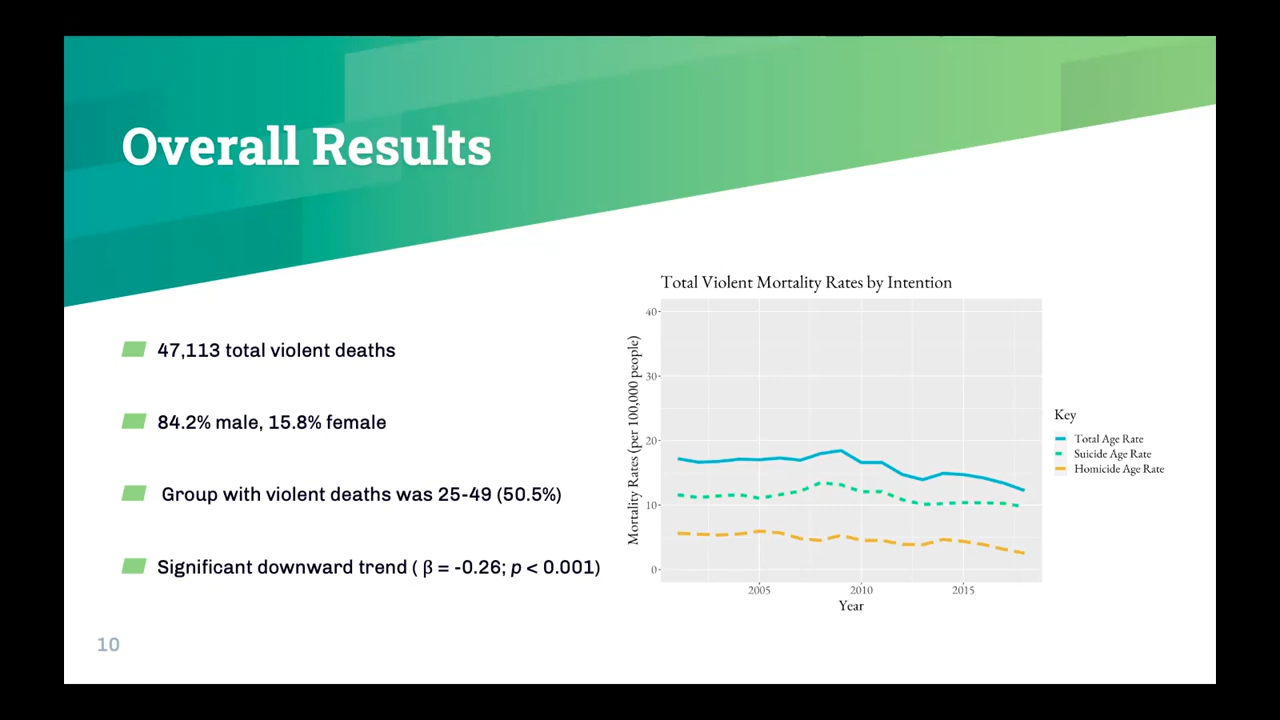 Overall Results
47,113 total violent deaths
84.2% male, 15.8% female
Group with violent deaths was 25-49 (50.5%)
Significant downward trend ( β = -0.26; p < 0.001)
10
Total Violent Mortality Rates by Intention
Mortality Rates (per 100,000 people)
40
30
20
10
0
2005 2010 2015
Year
Key
Total Age Rate
Suicide Age Rate
Homicide Age Rate